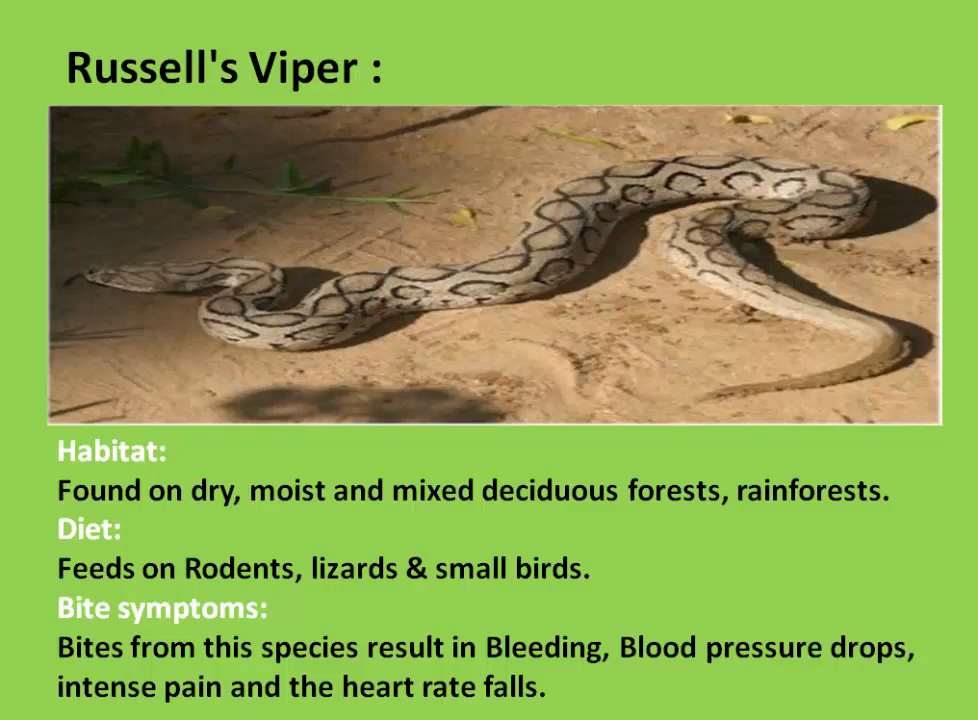 Russell's Viper :
Habitat:
Found on dry, moist and mixed deciduous forests, rainforests.
Diet:
Feeds on Rodents, lizards & small birds.
Bite symptoms:
Bites from this species result in Bleeding, Blood pressure drops,
intense pain and the heart rate falls.